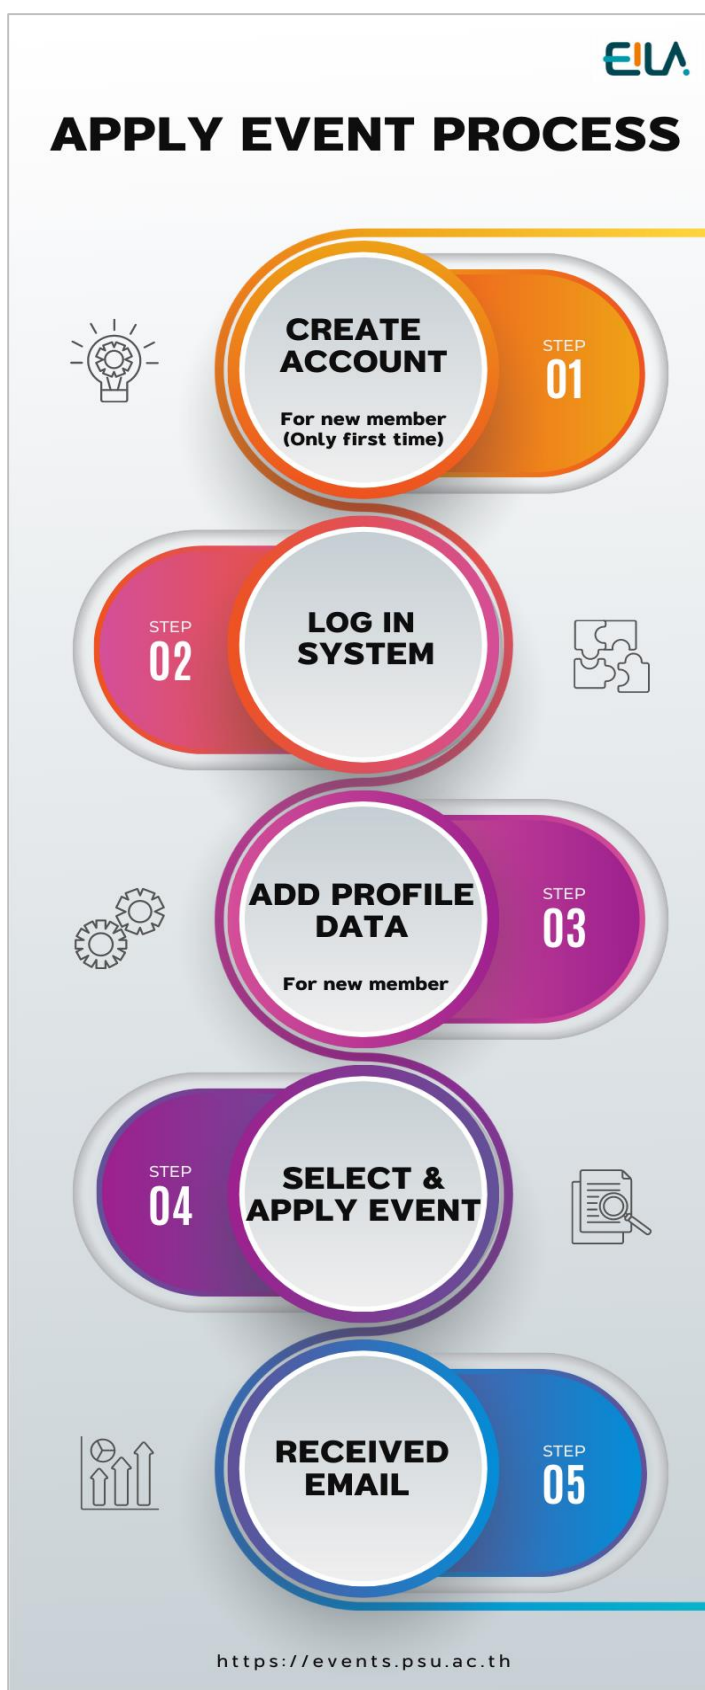 EILA
APPLY EVENT PROCESS
CREATE
ACCOUNT
For new member
(Only first time)
STEP
01
STEP
02
LOG IN
SYSTEM
ADD PROFILE
DATA
For new member
STEP
03
STEP
04
SELECT &
APPLY EVENT
RECEIVED
EMAIL
STEP
05
https://events.psu.ac.th